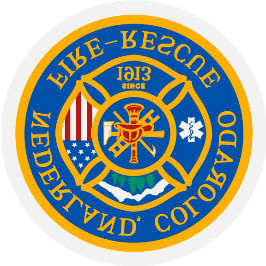 FIRE-RESCUE
1913
SINCE
NEDERLAND, COLORADO